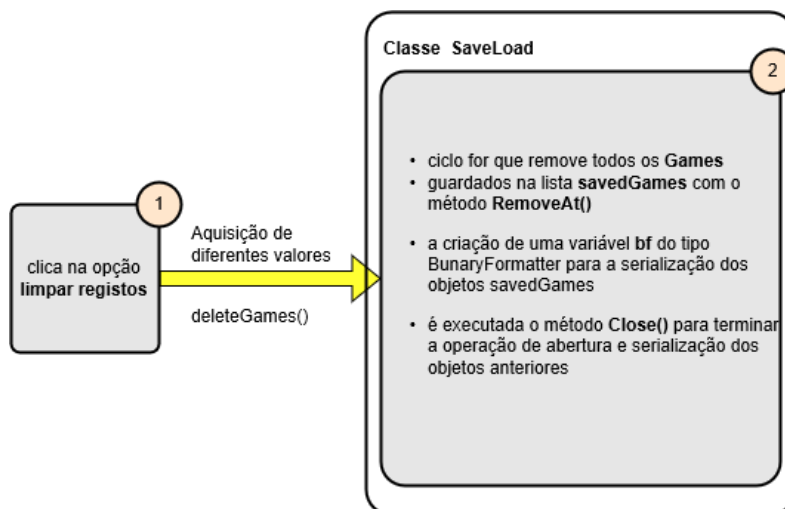 Classe SaveLoad
2
• ciclo for que remove todos os Games
• guardados na lista savedGames com o
método RemoveAt()
• a criação de uma variável bf do tipo
BunaryFormatter para a serialização dos
objetos savedGames
• é executada o método Close() para terminar
a operação de abertura e serialização dos
objetos anteriores
1
clica na opção
limpar registos
Aquisição de
diferentes valores
deleteGames()